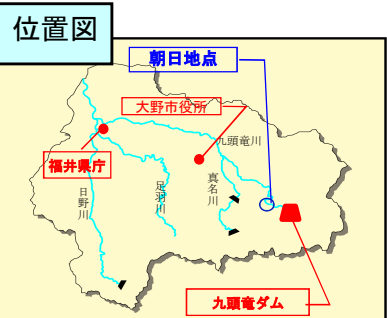 位置図
朝日地点
大野市役所
九頭竜川
福井県庁
日野川
足羽川
真名川
九頭竜ダム